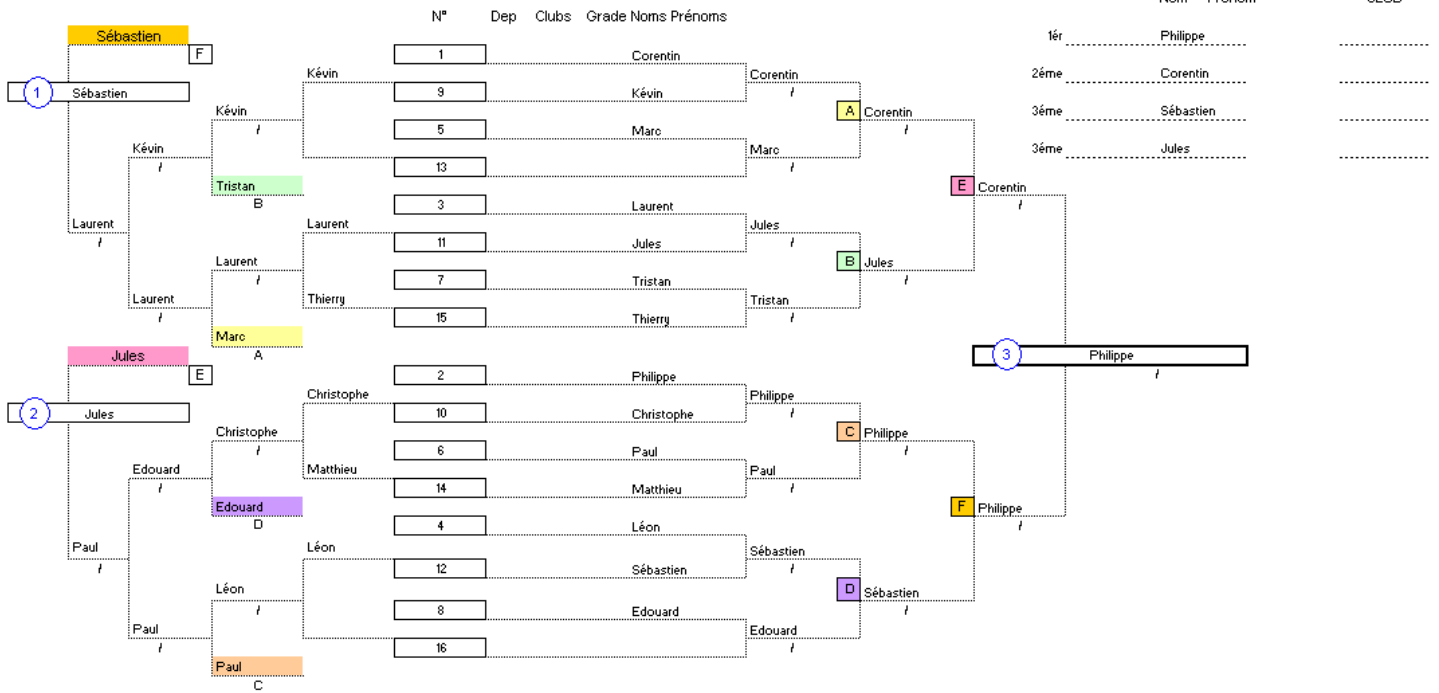 N° Dep Clubs Grade Noms Prénoms
1ér Philippe
2éme Corentin
3éme Sébastien
3éme Jules
Sébastien
F
1 Sébastien
Kévin
Kévin
/
Kévin
/
Tristan
B
Laurent
/
Laurent
Laurent
/
Laurent
/
Thierry
Marc
A
1 Corentin
9 Kévin
5 Marc
13
3 Laurent
11 Jules
7 Tristan
15 Thierry
Corentin
/
A Corentin
/
Marc
/
E Corentin
/
Jules
/
B Jules
/
Tristan
/
3 Philippe
/
Jules
E
2 Jules
Christophe
Christophe
/
Edouard
/
Matthieu
Edouard
D
Paul
/
Léon
Léon
/
Paul
/
Paul
C
2 Philippe
10 Christophe
6 Paul
14 Matthieu
4 Léon
12 Sébastien
8 Edouard
16
Philippe
/
C Philippe
/
Paul
/
F Philippe
/
Sébastien
/
D Sébastien
/
Edouard
/